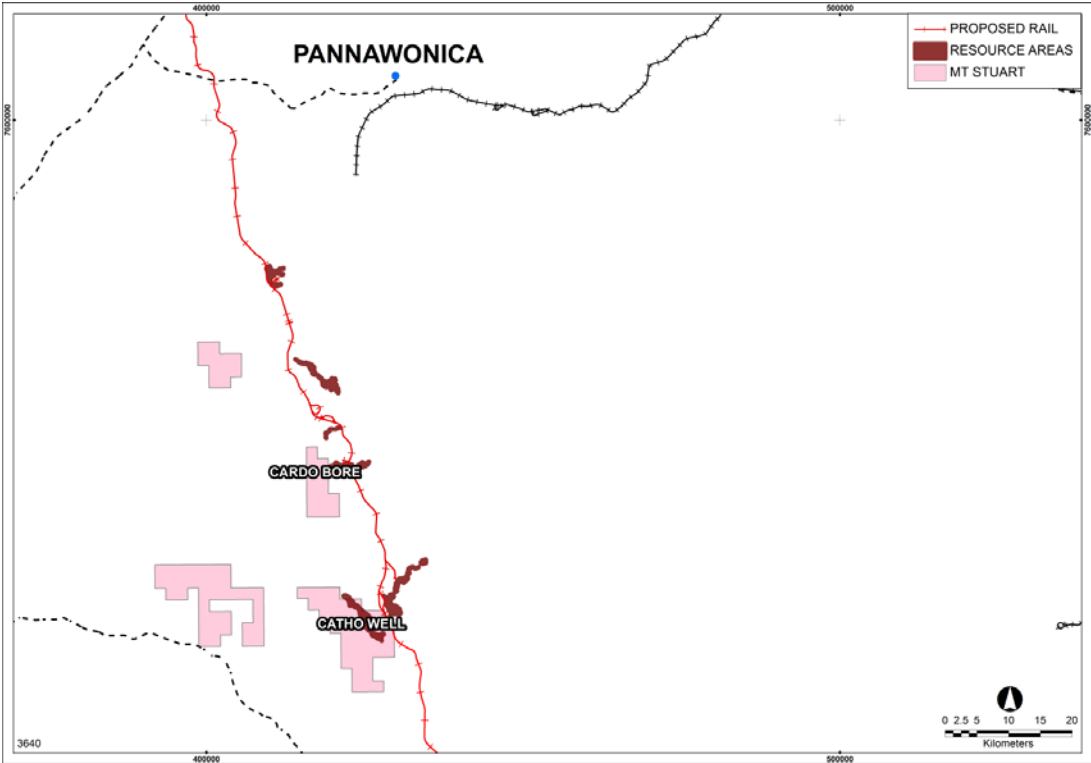 400000
500000
PROPOSED RAIL
RESOURCE AREAS
MT STUART
PANNAWONICA
7600000
7600000
CARDO BORE
CATHO WELL
0 2.5 5 10 15 20
Kilometers
3640
400000
500000